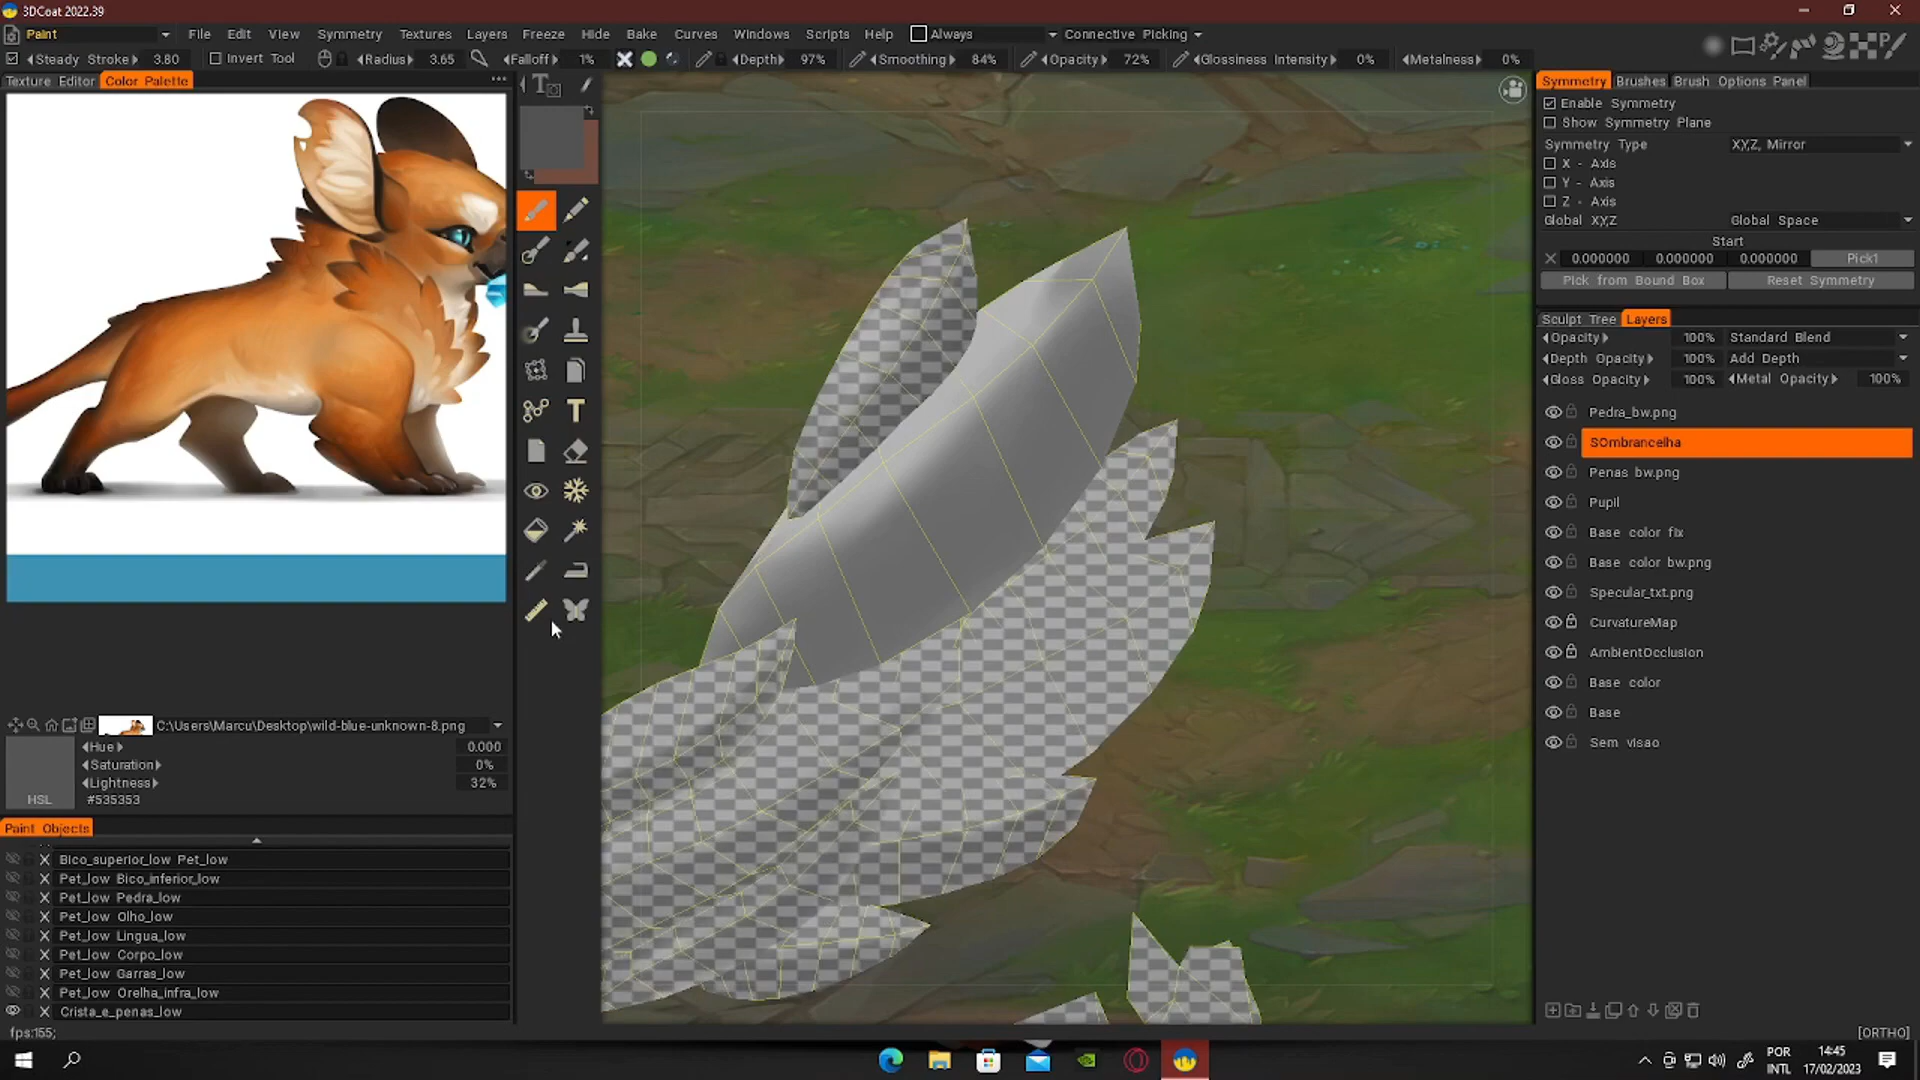 3DCoat 2022.39
Paint File Edit View Symmetry Textures Layers Freeze Hide Bake Curves Windows Scripts Help Always Connective Picking
Steady Stroke 3.80 Invert Tool Radius 3.65 Falloff 1% Depth 97% Smoothing 84% Opacity 72% Glossiness Intensity 0% Metalness 0%
Texture Editor Color Palette
Symmetry Brushes Brush Options Panel
Enable Symmetry
Show Symmetry Plane
Symmetry Type XYZ, Mirror
X - Axis
Y - Axis
Z - Axis
Global XYZ Global Space
Start
0.000000 0.000000 0.000000 Pick1
Pick from Bound Box Reset Symmetry
Sculpt Tree Layers
Opacity 100% Standard Blend
Depth Opacity 100% Add Depth
Gloss Opacity 100% Metal Opacity 100%
Pedra_bw.png
SOmbrancelha
Penas bw.png
Pupil
Base color fix
Base color bw.png
Specular_txt.png
CurvatureMap
AmbientOcclusion
Base color
Base
Sem visao
C:\Users\Marcu\Desktop\wild-blue-unknown-8.png
Hue 0.000
Saturation 0%
Lightness 32%
HSL #535353
Paint Objects
Bico_superior_low Pet_low
Pet_low Bico_inferior_low
Pet_low Pedra_low
Pet_low Olho_low
Pet_low Lingua_low
Pet_low Corpo_low
Pet_low Garras_low
Pet_low Orelha_infra_low
Crista_e_penas_low
fps:155;
[ORTHO]
POR
INTL
14:45
17/02/2023